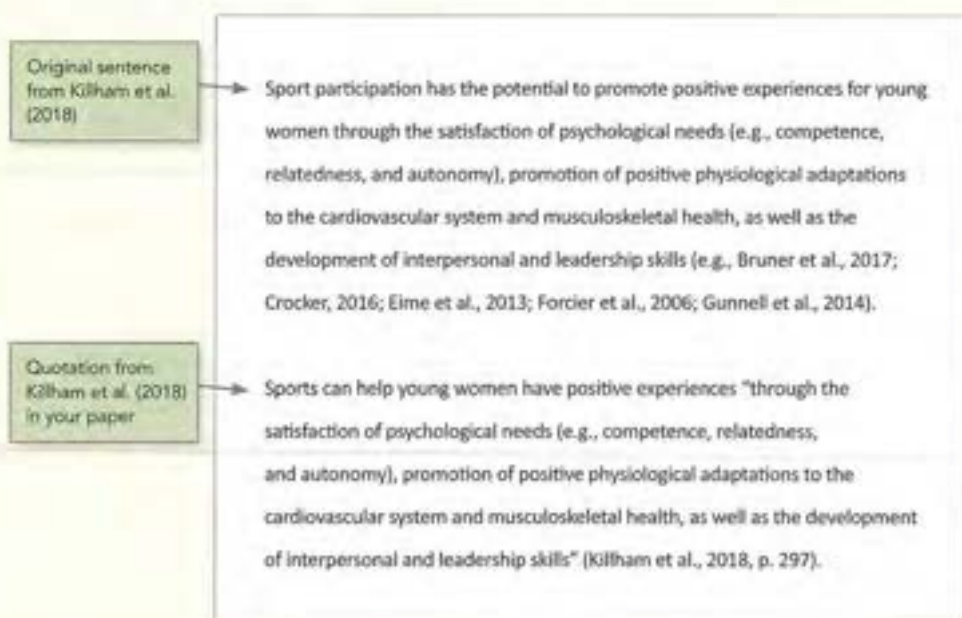 Original sentence
from Killham et al.
(2018)
Sport participation has the potential to promote positive experiences for young
women through the satisfaction of psychological needs (e.g., competence,
relatedness, and autonomy), promotion of positive physiological adaptations
to the cardiovascular system and musculoskeletal health, as well as the
development of interpersonal and leadership skills (e.g., Bruner et al., 2017;
Crocker, 2016; Eime et al., 2013; Forcier et al., 2006; Gunnell et al., 2014).
Quotation from
Killham et al. (2018)
in your paper
Sports can help young women have positive experiences “through the
satisfaction of psychological needs (e.g., competence, relatedness,
and autonomy), promotion of positive physiological adaptations to the
cardiovascular system and musculoskeletal health, as well as the development
of interpersonal and leadership skills” (Killham et al., 2018, p. 297).